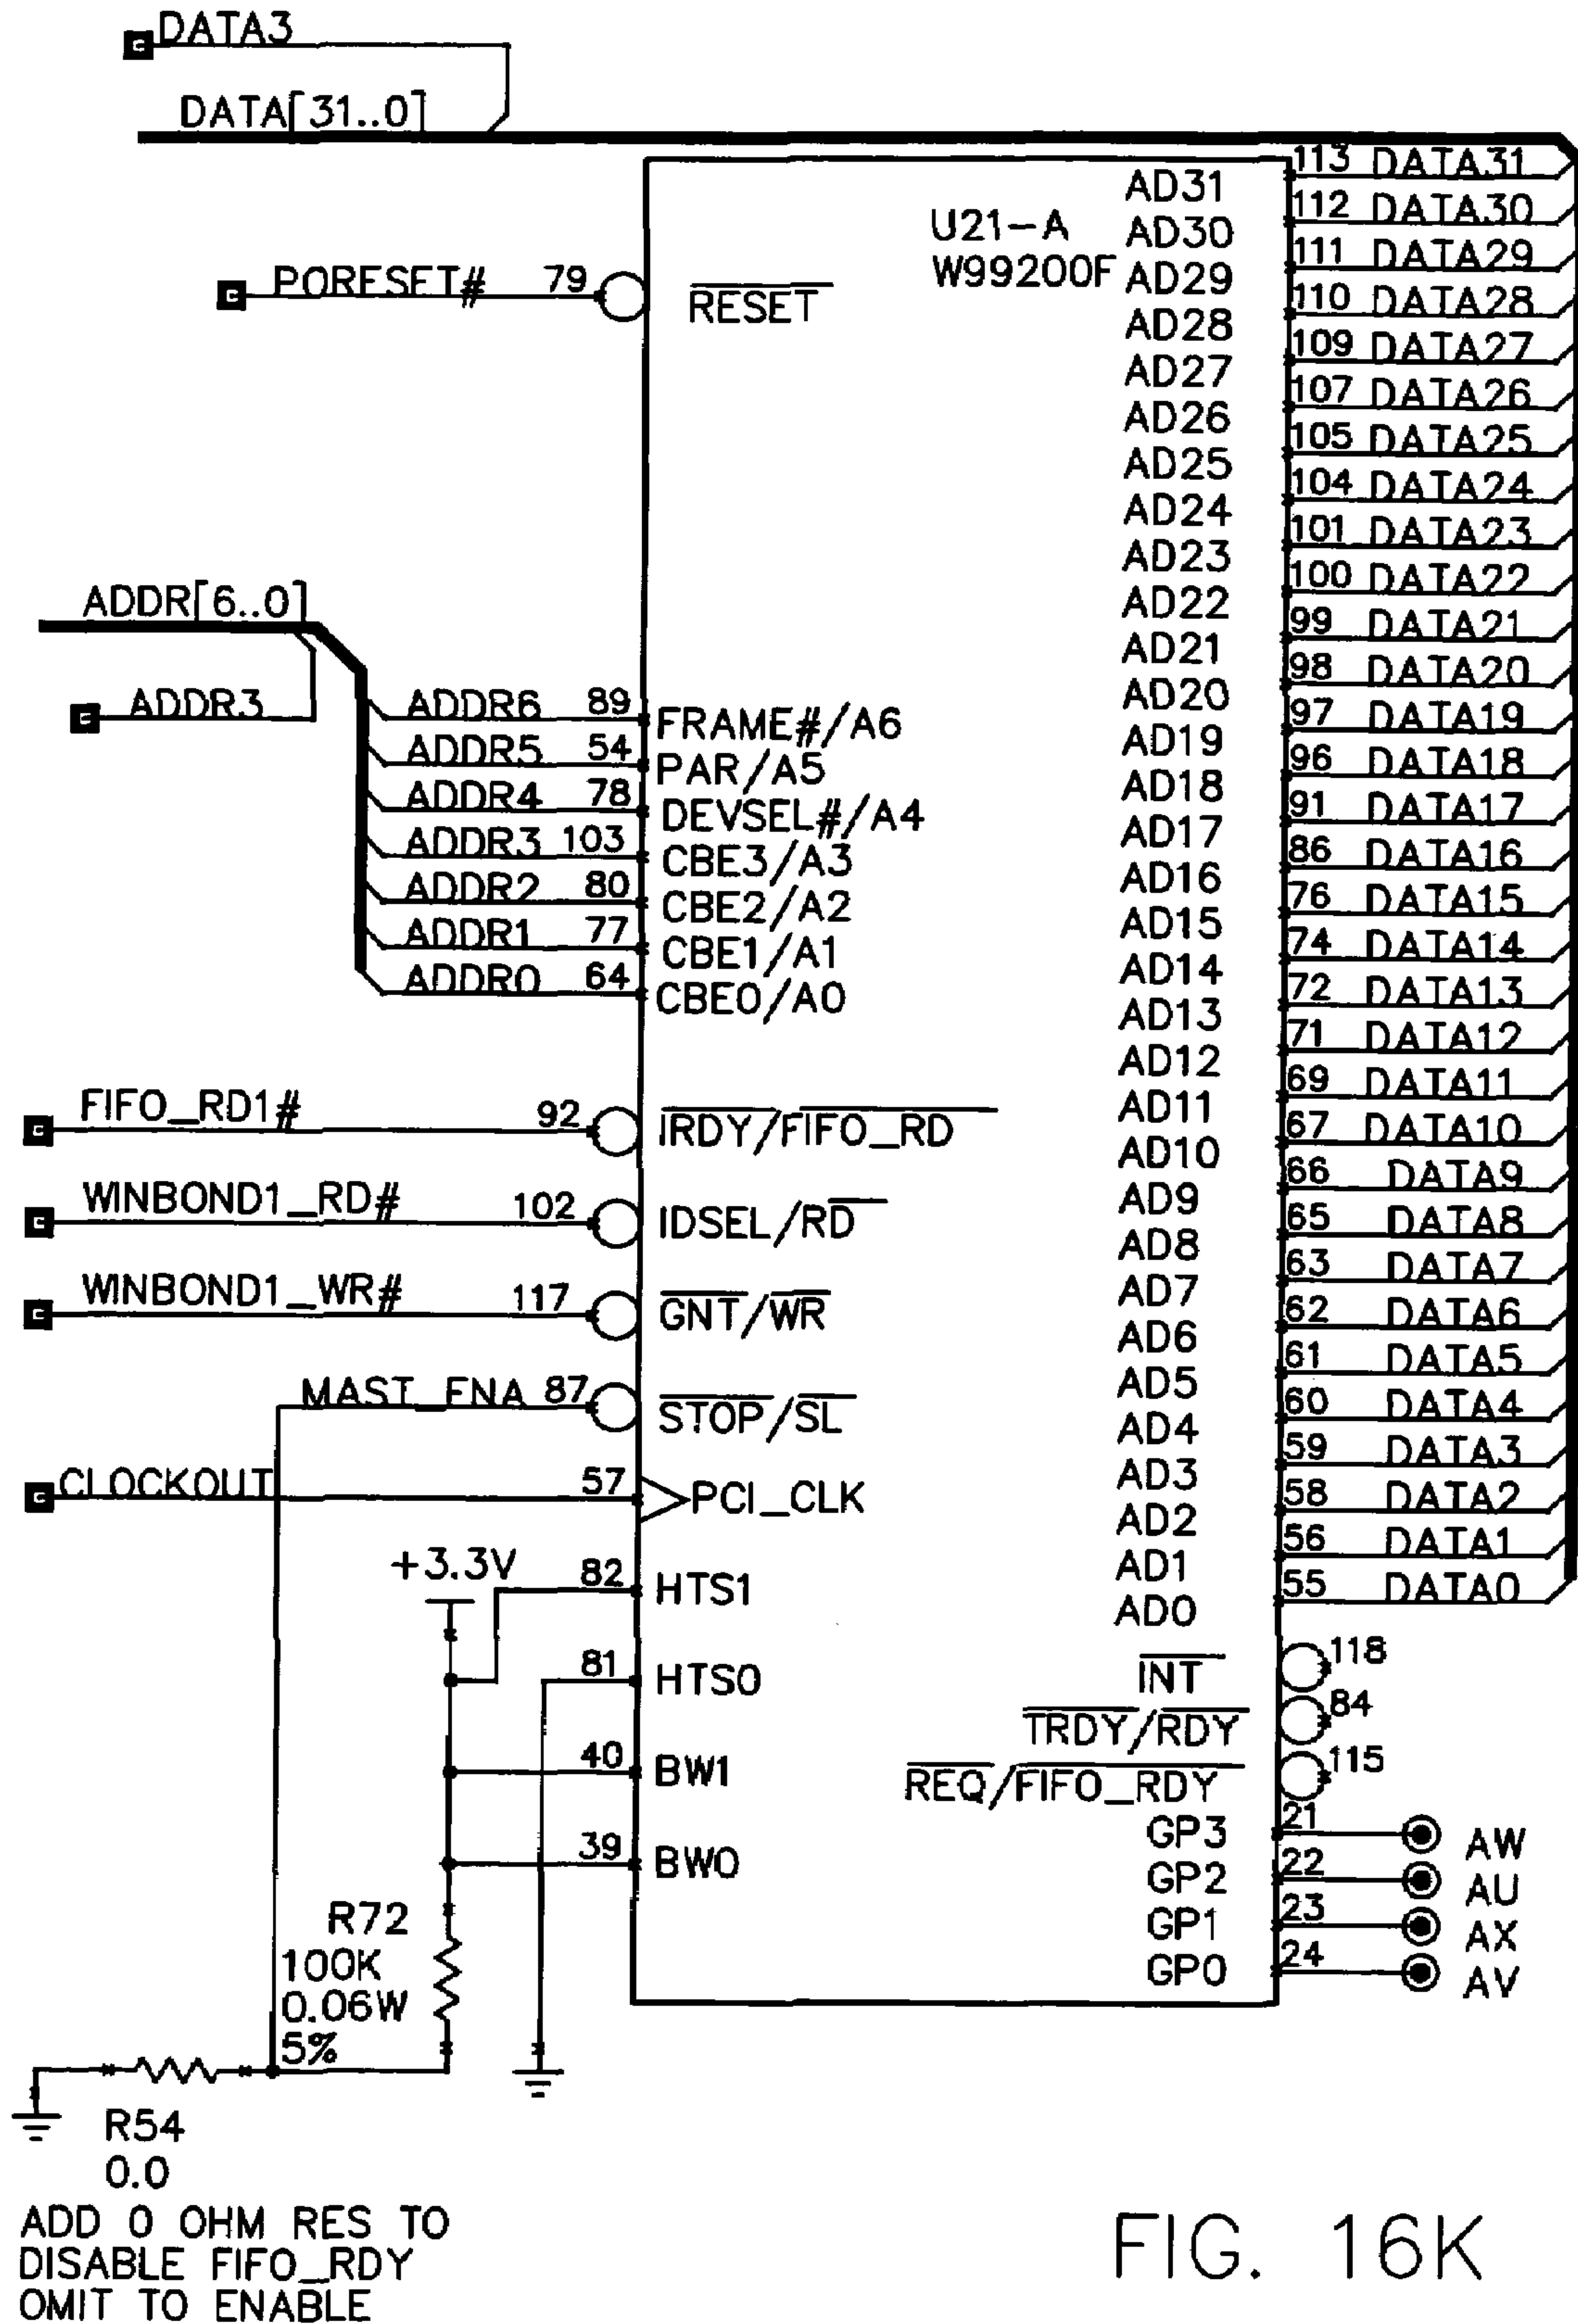 DATA3
DATA[31..0]
U21-A
W99200F
PORESET# 79 RESET
ADDR[6..0]
ADDR3
ADDR6 89 FRAME#/A6
ADDR5 54 PAR/A5
ADDR4 78 DEVSEL#/A4
ADDR3 103 CBE3/A3
ADDR2 80 CBE2/A2
ADDR1 77 CBE1/A1
ADDR0 64 CBE0/A0
FIFO_RD1# 92 IRDY/FIFO_RD
WINBOND1_RD# 102 IDSEL/RD
WINBOND1_WR# 117 GNT/WR
MAST_ENA 87 STOP/SL
CLOCKOUT 57 PCI_CLK
+3.3V
82 HTS1
81 HTS0
40 BW1
39 BW0
R72
100K
0.06W
5%
R54
0.0
ADD 0 OHM RES TO
DISABLE FIFO_RDY
OMIT TO ENABLE
AD31 113 DATA31
AD30 112 DATA30
AD29 111 DATA29
AD28 110 DATA28
AD27 109 DATA27
AD26 107 DATA26
AD25 105 DATA25
AD24 104 DATA24
AD23 101 DATA23
AD22 100 DATA22
AD21 99 DATA21
AD20 98 DATA20
AD19 97 DATA19
AD18 96 DATA18
AD17 91 DATA17
AD16 86 DATA16
AD15 76 DATA15
AD14 74 DATA14
AD13 72 DATA13
AD12 71 DATA12
AD11 69 DATA11
AD10 67 DATA10
AD9 66 DATA9
AD8 65 DATA8
AD7 63 DATA7
AD6 62 DATA6
AD5 61 DATA5
AD4 60 DATA4
AD3 59 DATA3
AD2 58 DATA2
AD1 56 DATA1
AD0 55 DATA0
INT 118
TRDY/RDY 84
REQ/FIFO_RDY 115
GP3 21 AW
GP2 22 AU
GP1 23 AX
GP0 24 AV
FIG. 16K